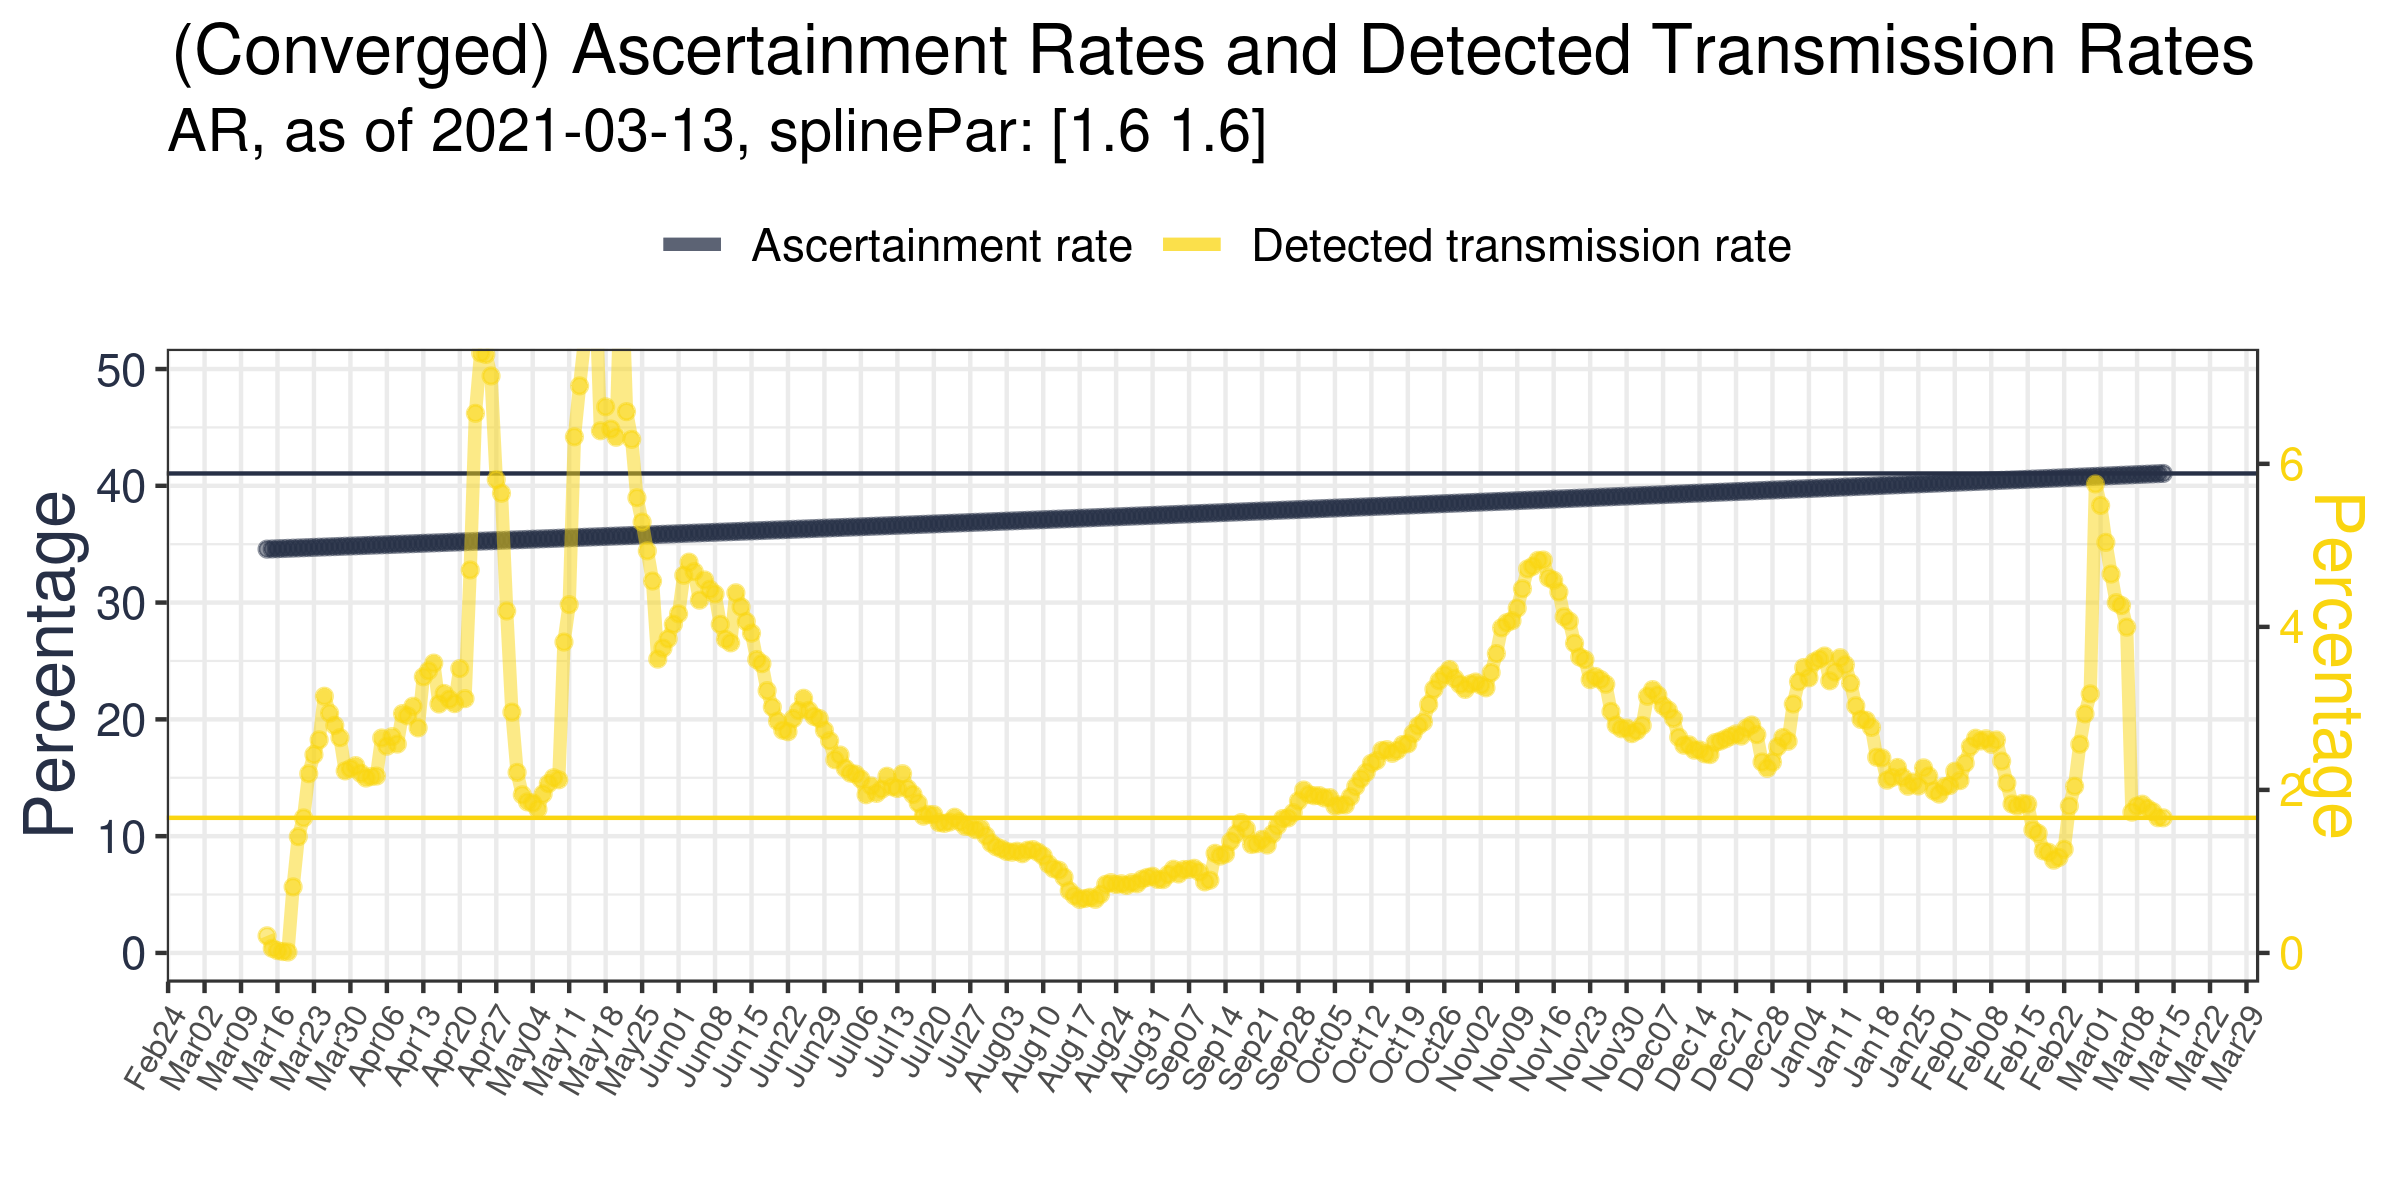 (Converged) Ascertainment Rates and Detected Transmission Rates
AR, as of 2021-03-13, splinePar: [1.6 1.6]
Ascertainment rate
Detected transmission rate
Percentage
50
40
30
20
10
0
6
4
2
0
Percentage
Feb24
Mar02
Mar09
Mar16
Mar23
Mar30
Apr06
Apr13
Apr20
Apr27
May04
May11
May18
May25
Jun01
Jun08
Jun15
Jun22
Jun29
Jul06
Jul13
Jul20
Jul27
Aug03
Aug10
Aug17
Aug24
Aug31
Sep07
Sep14
Sep21
Sep28
Oct05
Oct12
Oct19
Oct26
Nov02
Nov09
Nov16
Nov23
Nov30
Dec07
Dec14
Dec21
Dec28
Jan04
Jan11
Jan18
Jan25
Feb01
Feb08
Feb15
Feb22
Mar01
Mar08
Mar15
Mar22
Mar29